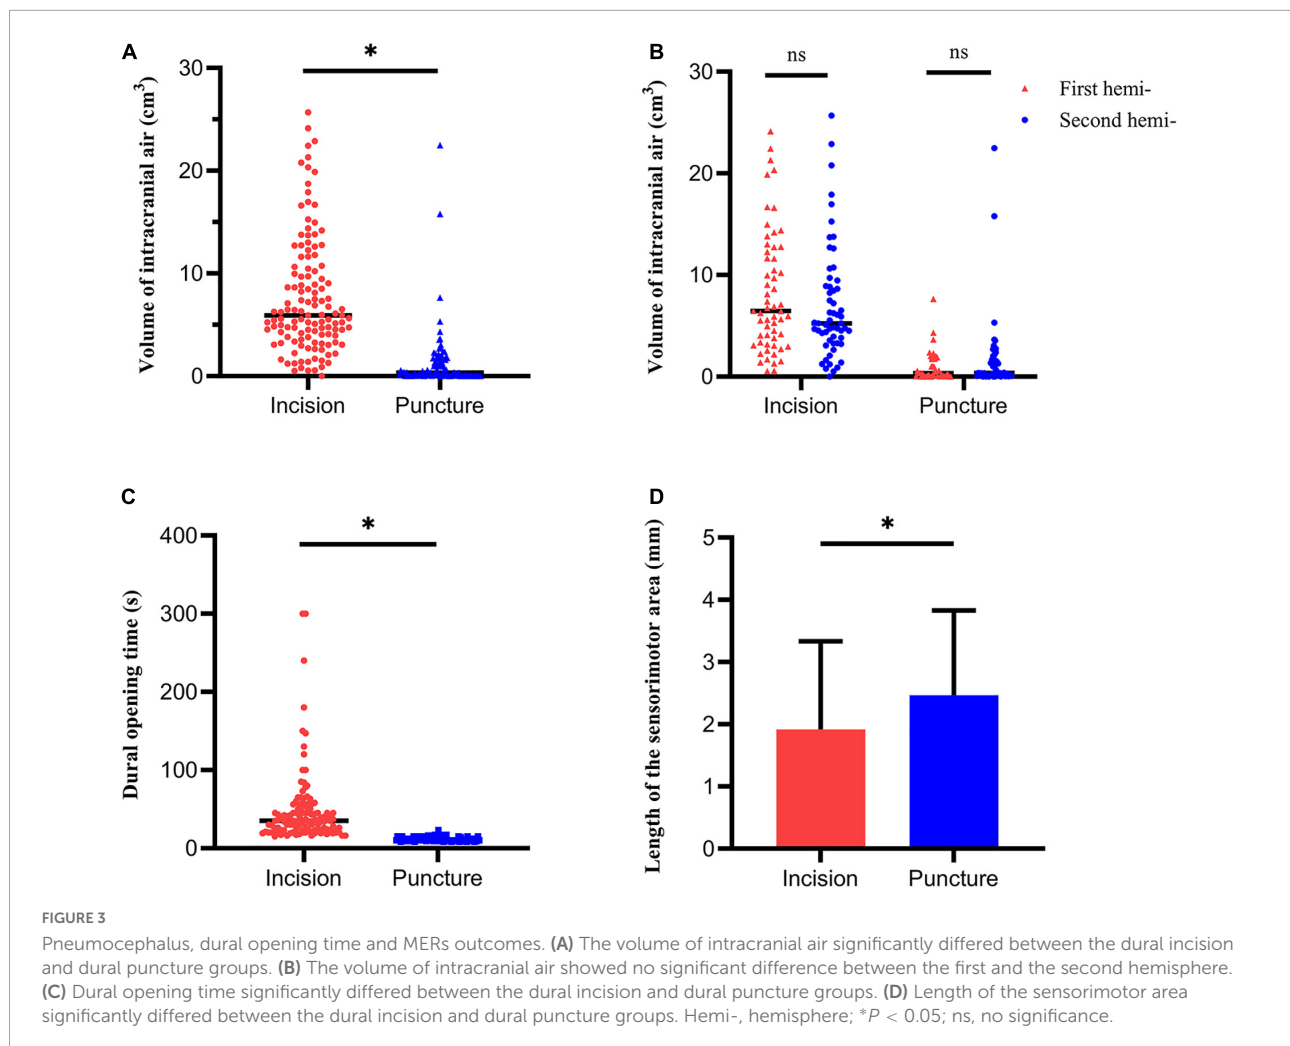 A
*
Volume of intracranial air (cm³)
30
20
10
0
Incision
Puncture
B
ns
ns
First hemi-
Second hemi-
Volume of intracranial air (cm³)
30
20
10
0
Incision
Puncture
C
*
Dural opening time (s)
400
300
200
100
0
Incision
Puncture
D
*
Length of the sensorimotor area (mm)
5
4
3
2
1
0
Incision
Puncture
FIGURE 3
Pneumocephalus, dural opening time and MERs outcomes. (A) The volume of intracranial air significantly differed between the dural incision
and dural puncture groups. (B) The volume of intracranial air showed no significant difference between the first and the second hemisphere.
(C) Dural opening time significantly differed between the dural incision and dural puncture groups. (D) Length of the sensorimotor area
significantly differed between the dural incision and dural puncture groups. Hemi-, hemisphere; *P < 0.05; ns, no significance.